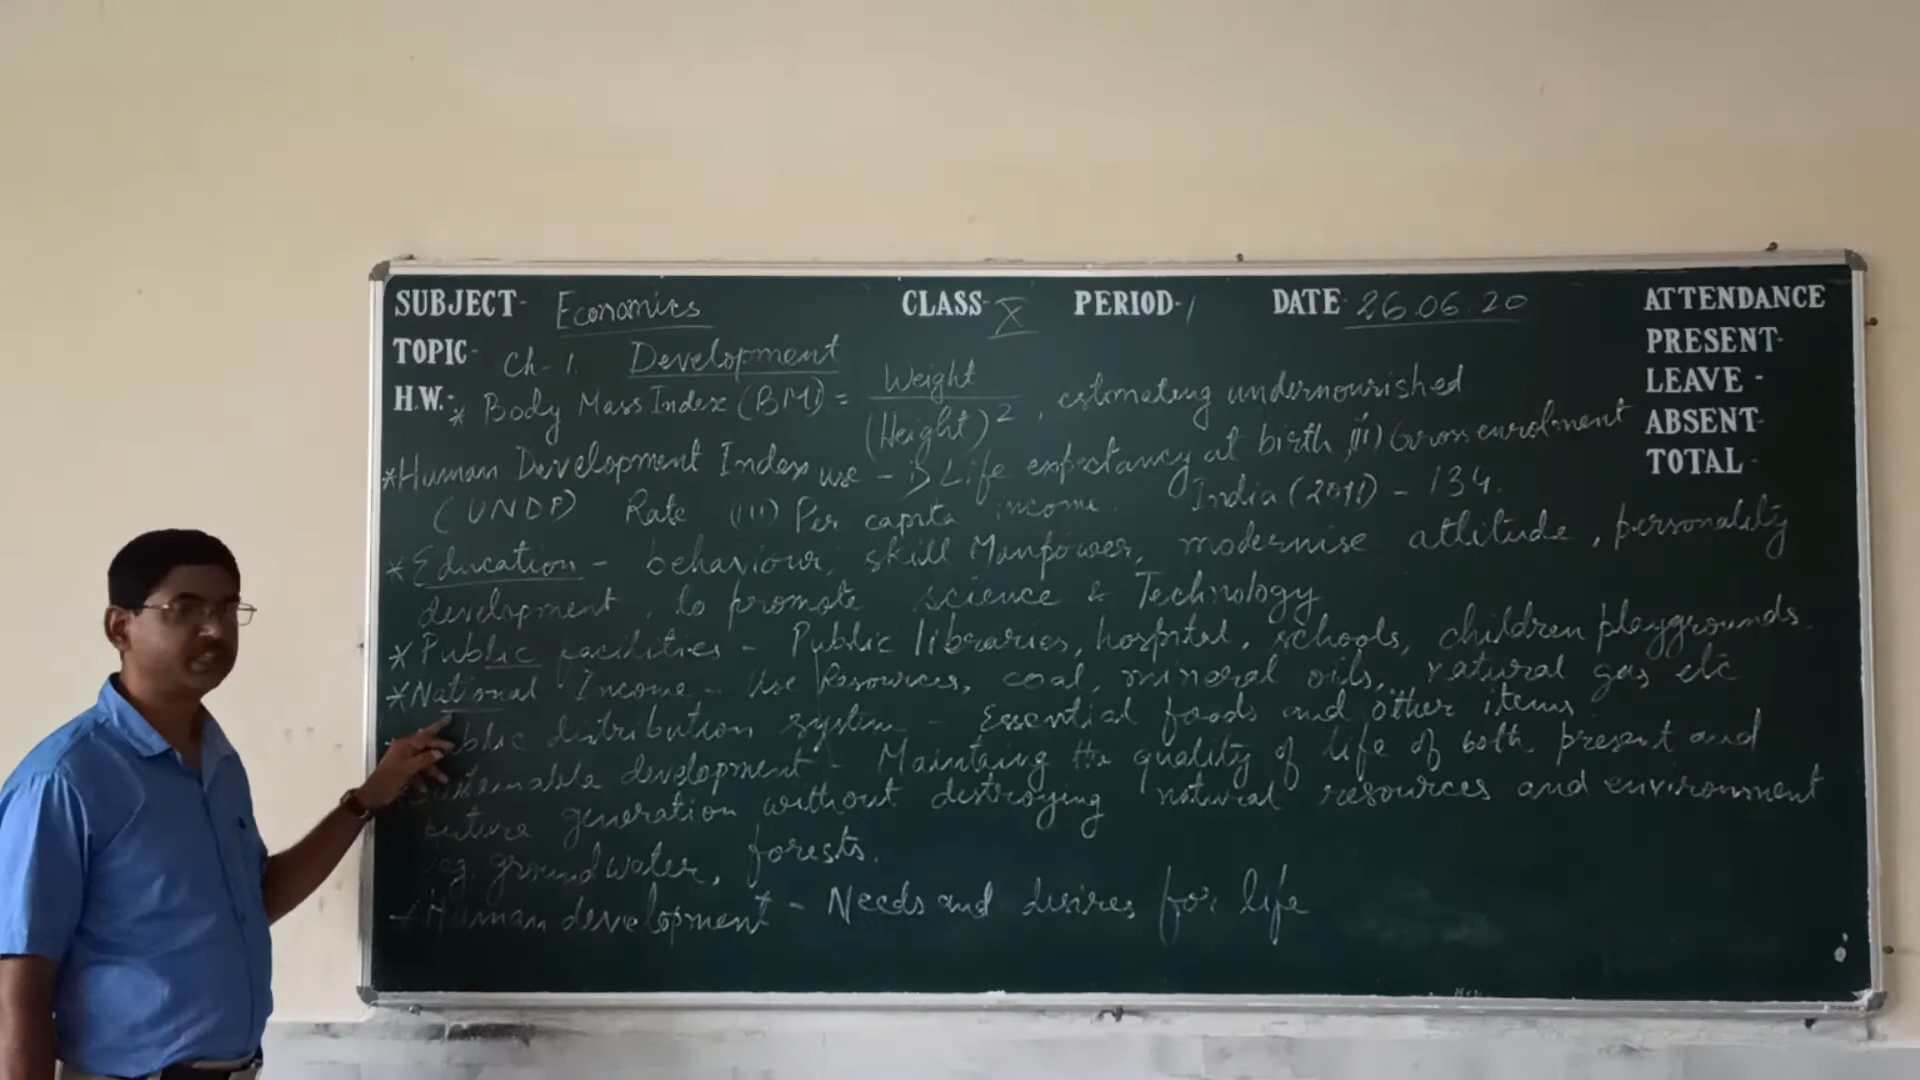 SUBJECT- Economics CLASS- X PERIOD- 1 DATE 26.06.20 ATTENDANCE
TOPIC- Ch-1. Development PRESENT-
H.W.- * Body Mass Index (BMI) = Weight / (Height)2 , estimating undernourished LEAVE -
ABSENT-
TOTAL -
* Human Development Index use - i) Life expectancy at birth, (ii) Gross enrolment
(UNDP) Rate (iii) Per capita income. India (2011) - 134.
* Education - behaviour, skill Manpower, modernise attitude, personality
development, to promote science & Technology
* Public facilities - Public libraries, hospital, schools, children playgrounds.
* National Income - Use Resources, coal, mineral oils, natural gas etc
distribution system - Essential foods and other items
development - Maintaing the quality of life of both present and
future generation without destroying natural resources and environment
eg. ground water, forests.
* Human development - Needs and desires for life